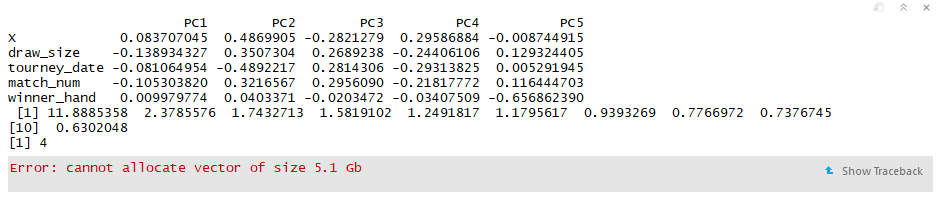 PC1 PC2 PC3 PC4 PC5
X 0.083707045 0.4869905 -0.2821279 0.29586884 -0.008744915
draw_size -0.138934327 0.3507304 0.2689238 -0.24406106 0.129324405
tourney_date -0.081064954 -0.4892217 0.2814306 -0.29313825 0.005291945
match_num -0.105303820 0.3216567 0.2956090 -0.21817772 0.116444703
winner_hand 0.009979774 0.0403371 -0.0203472 -0.03407509 -0.656862390
[1] 11.8885358 2.3785576 1.7432713 1.5819102 1.2491817 1.1795617 0.9393269 0.7766972 0.7376745
[10] 0.6302048
[1] 4
Error: cannot allocate vector of size 5.1 Gb
Show Traceback